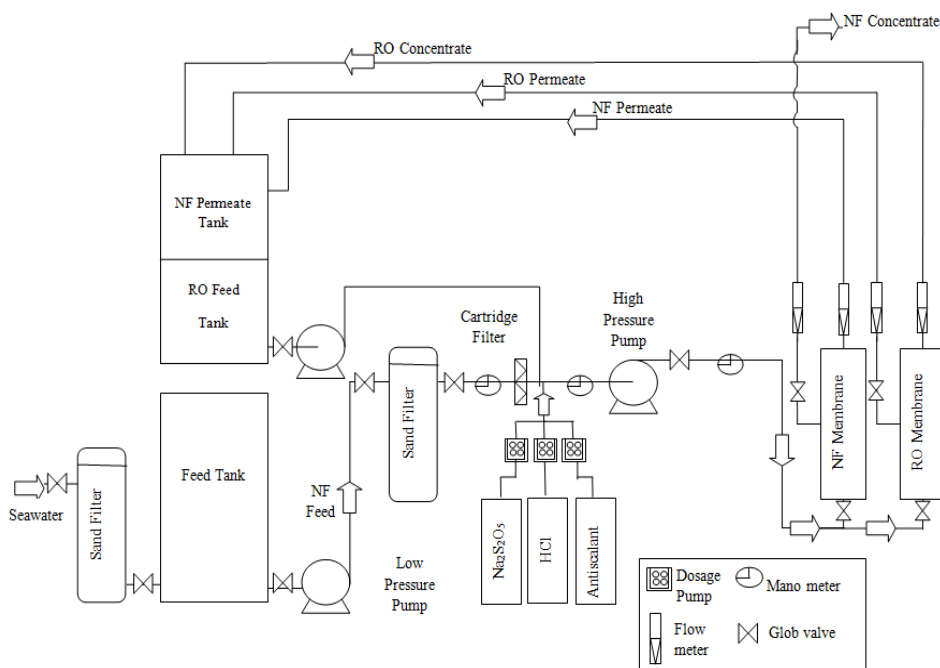 NF Concentrate
RO Concentrate
RO Permeate
NF Permeate
NF Permeate
Tank
RO Feed
Tank
High
Pressure
Pump
Cartridge
Filter
Sand Filter
NF Membrane
RO Membrane
Feed Tank
Seawater
Sand Filter
NF
Feed
Low
Pressure
Pump
Na₂S₂O₅
HCl
Antiscalant
Dosage
Pump
Mano meter
Flow
meter
Glob valve